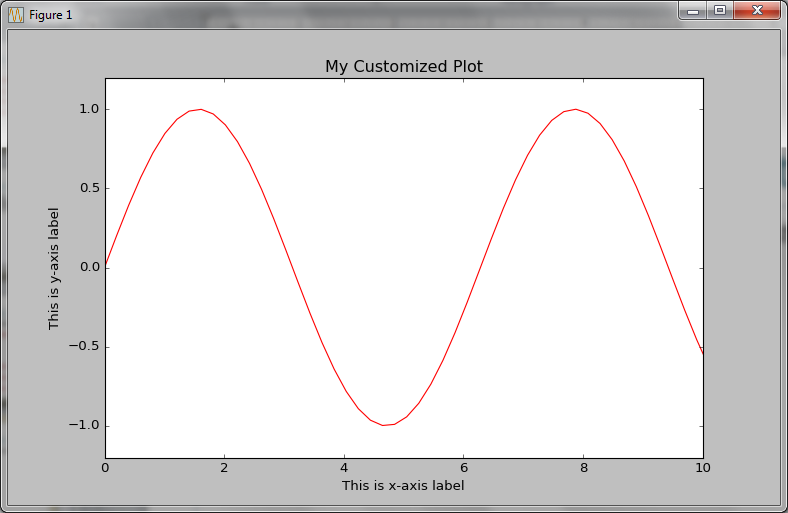 Figure 1
My Customized Plot
1.0
0.5
0.0
−0.5
−1.0
This is y-axis label
0 2 4 6 8 10
This is x-axis label